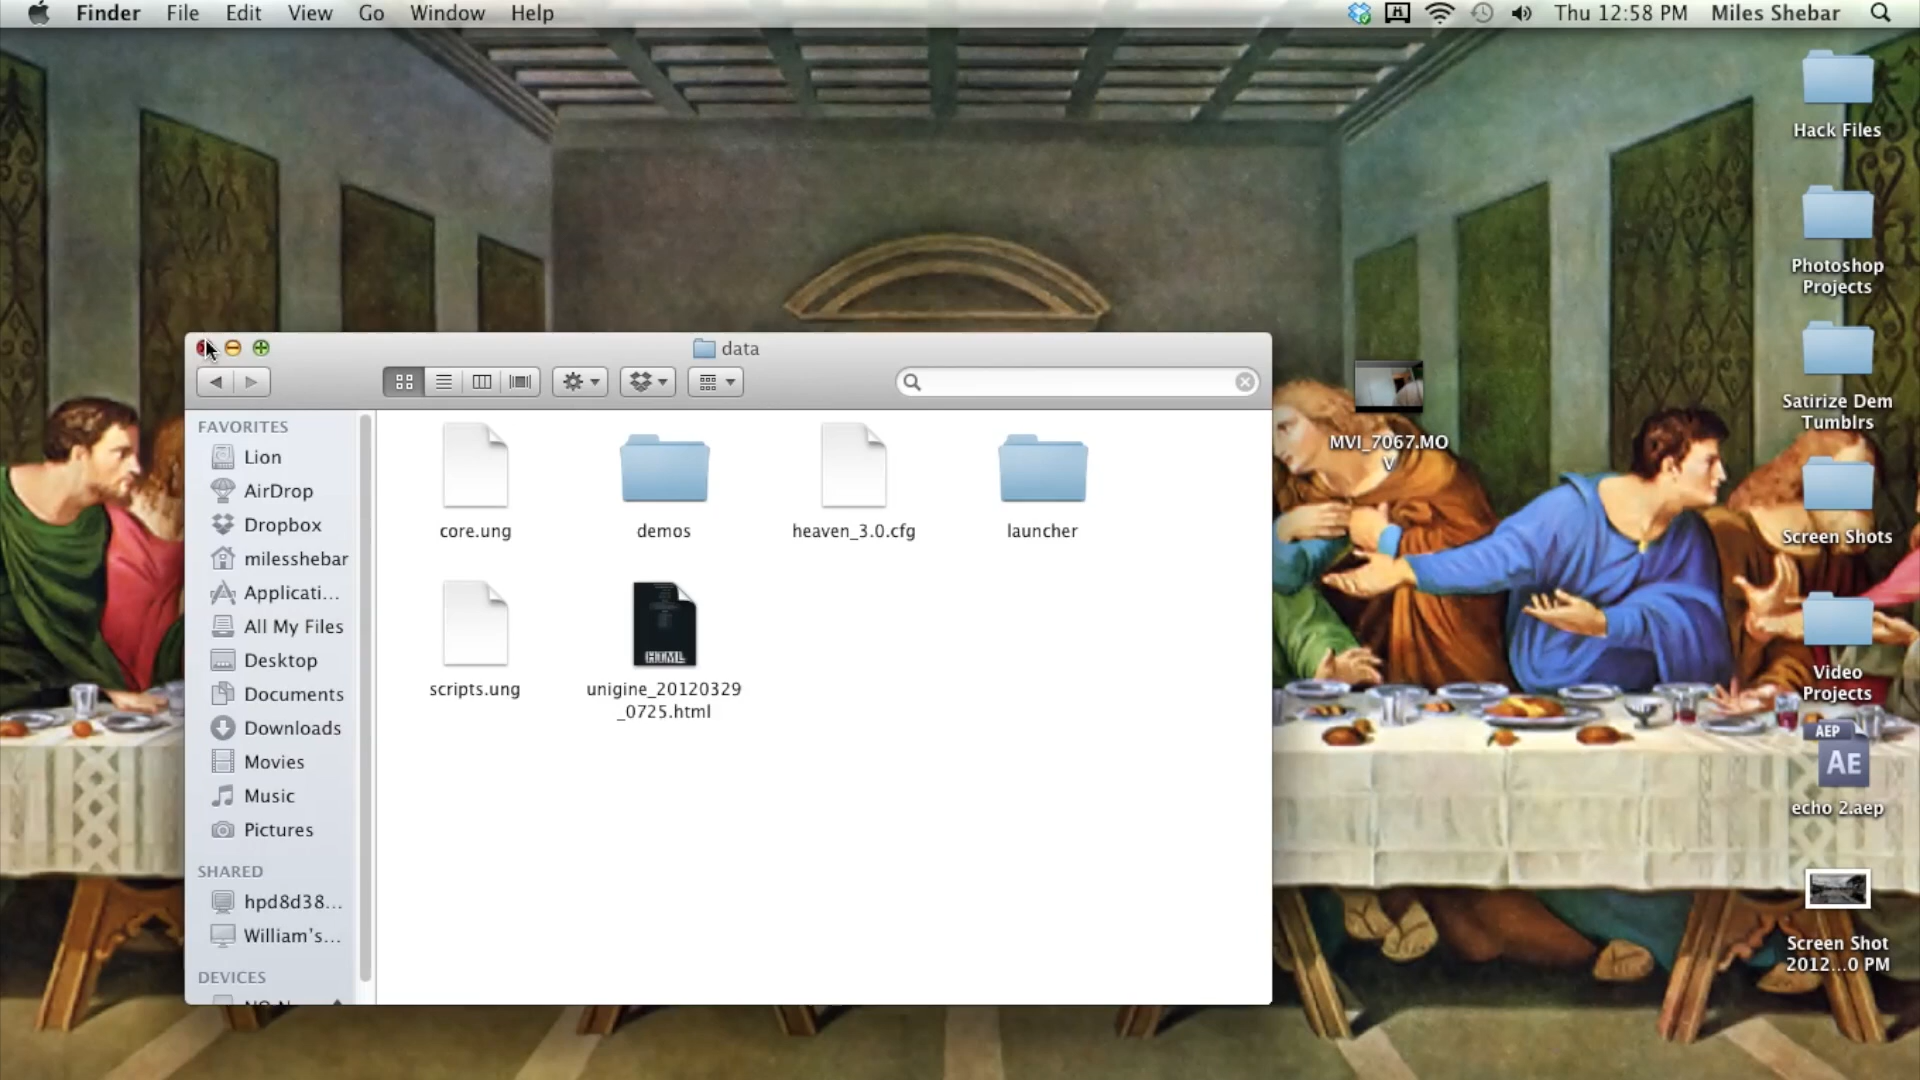 Finder File Edit View Go Window Help
Thu 12:58 PM Miles Shebar
data
FAVORITES
Lion
AirDrop
Dropbox
milesshebar
Applicati...
All My Files
Desktop
Documents
Downloads
Movies
Music
Pictures
SHARED
hpd8d38...
William's...
DEVICES
core.ung
demos
heaven_3.0.cfg
launcher
scripts.ung
HTML
unigine_20120329
_0725.html
MVI_7067.MO
V
Hack Files
Photoshop
Projects
Satirize Dem
Tumblrs
Screen Shots
Video
Projects
AEP
AE
echo 2.aep
Screen Shot
2012...0 PM